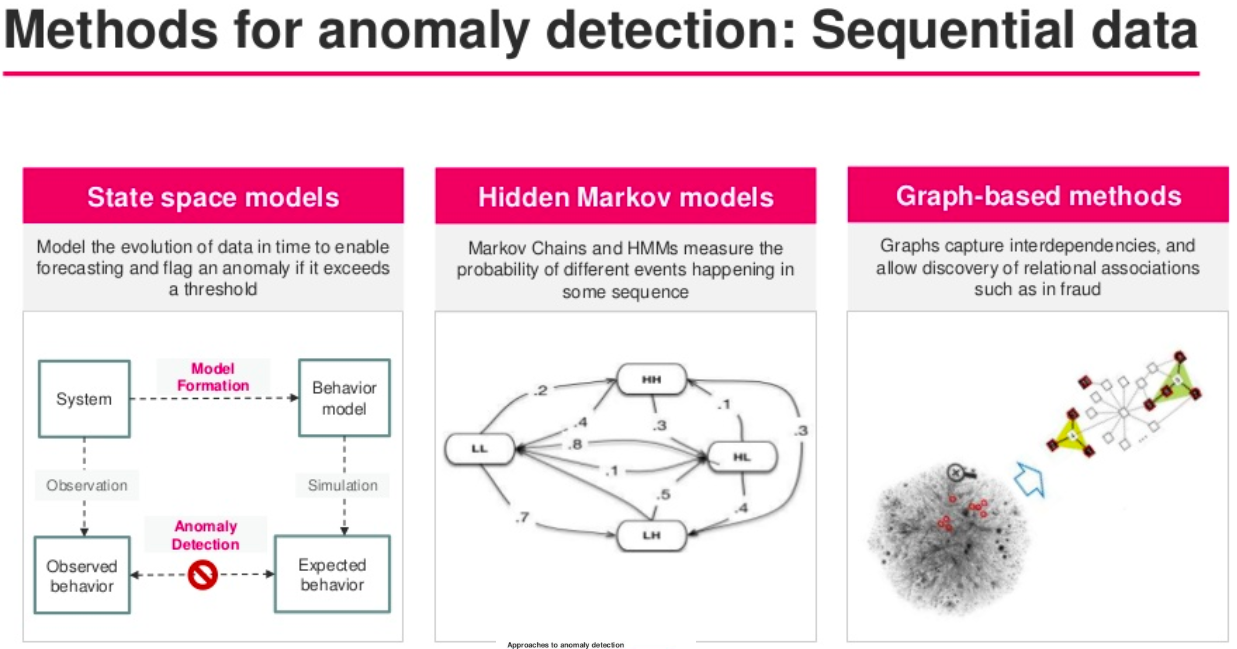 Methods for anomaly detection: Sequential data
State space models
Model the evolution of data in time to enable
forecasting and flag an anomaly if it exceeds
a threshold
System
Model
Formation
Behavior
model
Observation
Simulation
Anomaly
Detection
Observed
behavior
Expected
behavior
Hidden Markov models
Markov Chains and HMMs measure the
probability of different events happening in
some sequence
HH
.2
.1
.4
.3
.3
.8
LL
HL
.1
.5
.4
.7
LH
Graph-based methods
Graphs capture interdependencies, and
allow discovery of relational associations
such as in fraud
...
Approaches to anomaly detection